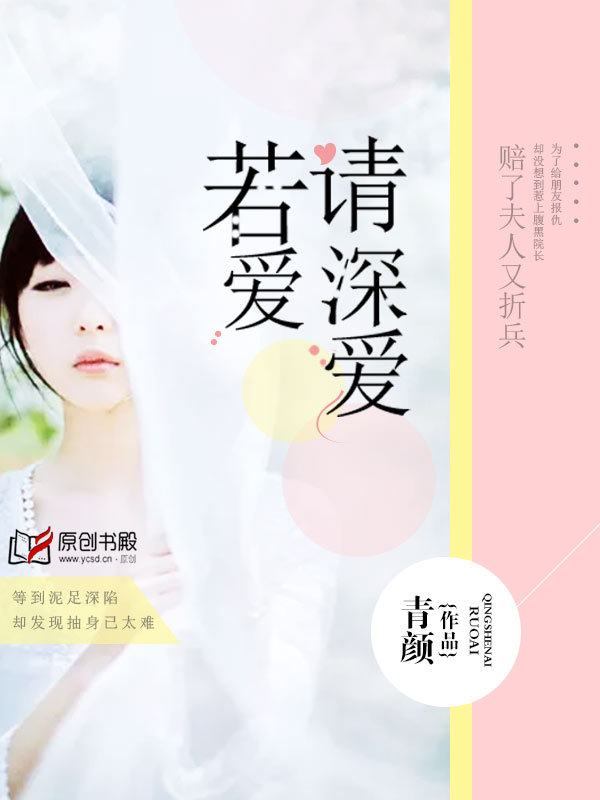 若爱
请深爱
为了给朋友报仇
却没想到惹上腹黑院长
赔了夫人又折兵
原创书殿
www.ycsd.cn·原创
等到泥足深陷
却发现抽身已太难
青颜
作品
QINGSHENAI
RUOAI